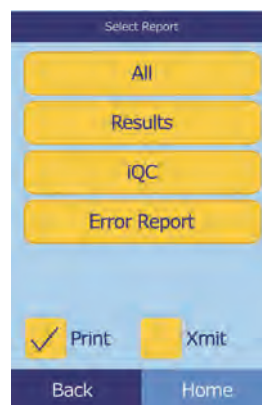 Select Report
All
Results
iQC
Error Report
Print Xmit
Back Home